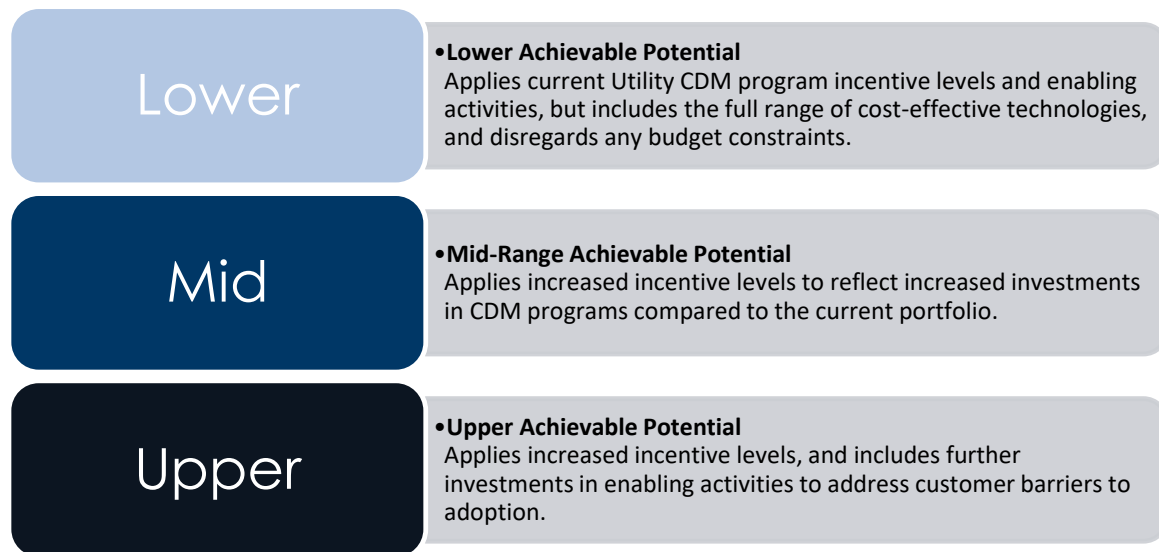 Lower
•Lower Achievable Potential
Applies current Utility CDM program incentive levels and enabling
activities, but includes the full range of cost-effective technologies,
and disregards any budget constraints.
Mid
•Mid-Range Achievable Potential
Applies increased incentive levels to reflect increased investments
in CDM programs compared to the current portfolio.
Upper
•Upper Achievable Potential
Applies increased incentive levels, and includes further
investments in enabling activities to address customer barriers to
adoption.